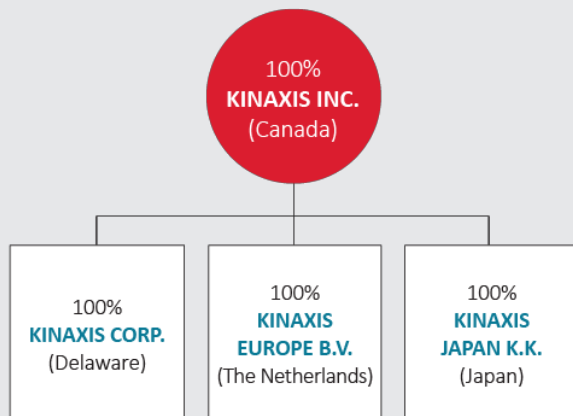 100%
KINAXIS INC.
(Canada)
100%
KINAXIS CORP.
(Delaware)
100%
KINAXIS
EUROPE B.V.
(The Netherlands)
100%
KINAXIS
JAPAN K.K.
(Japan)